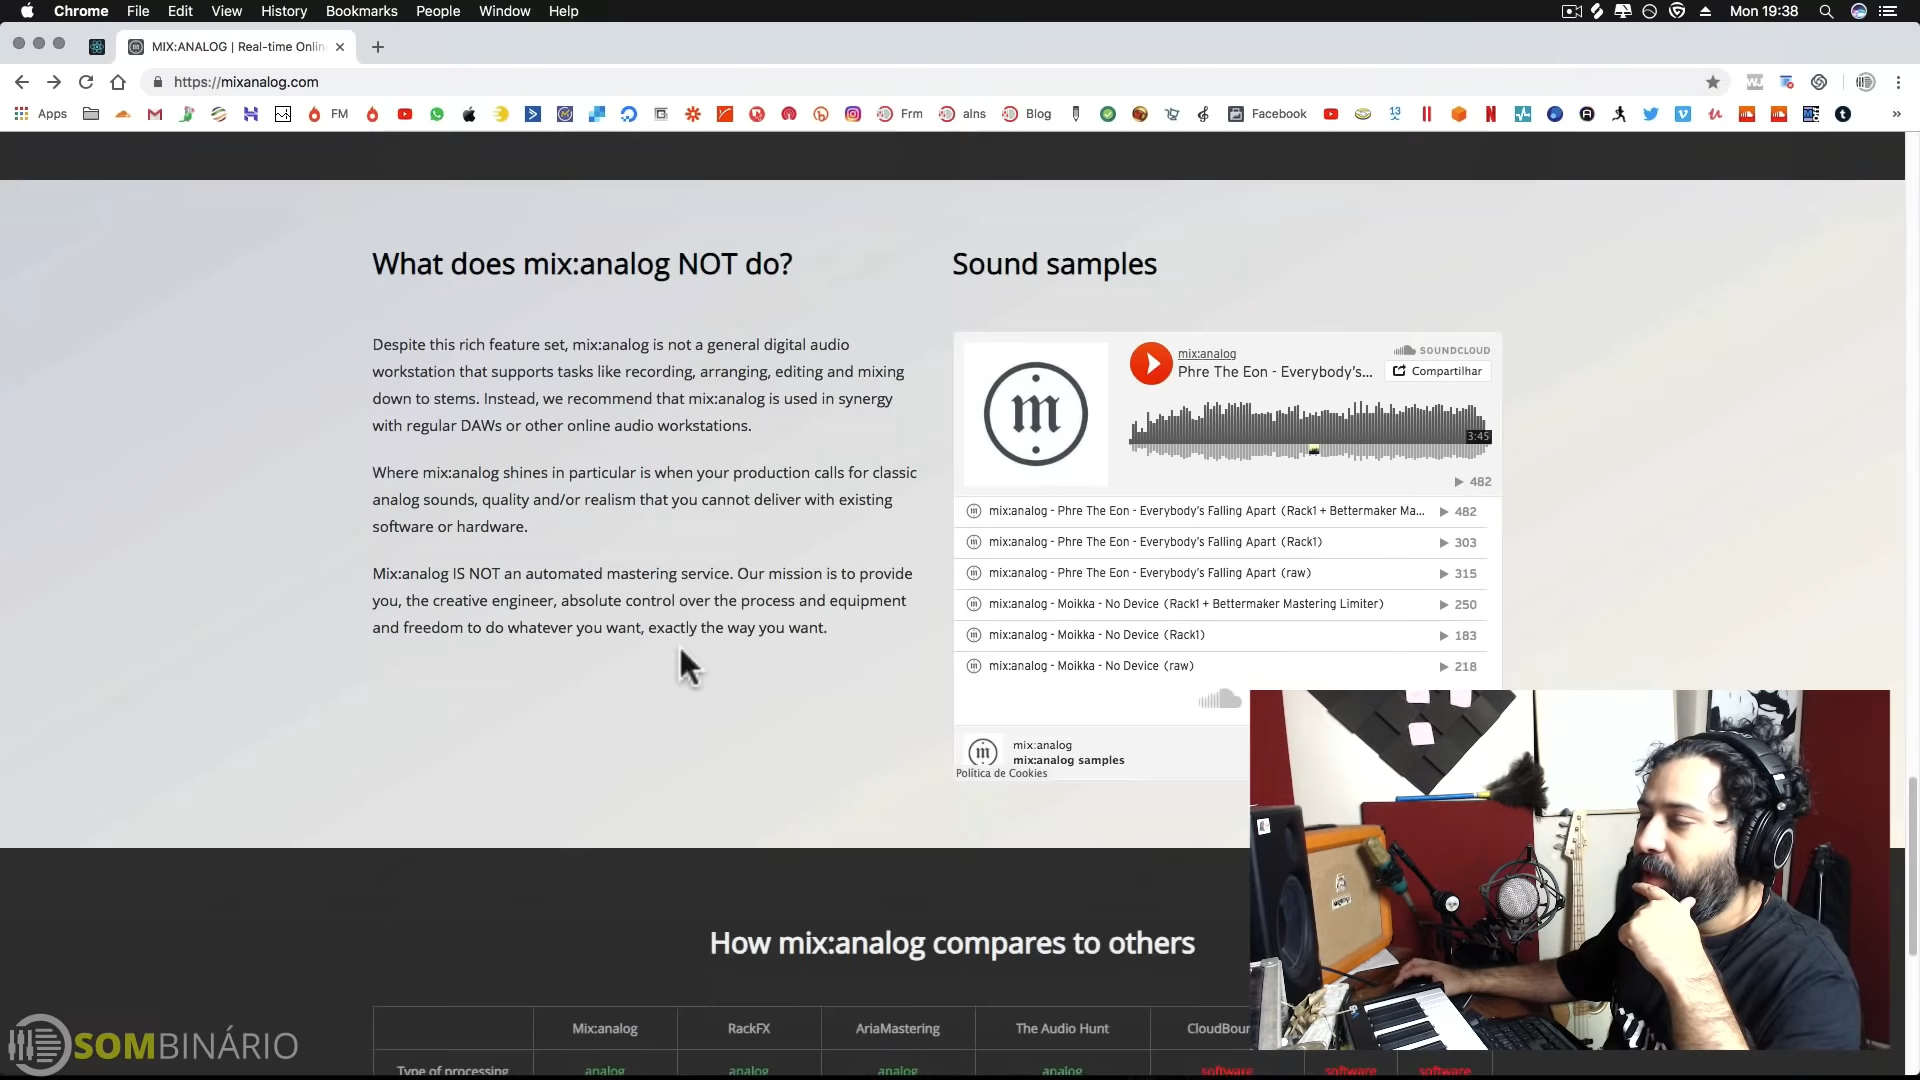 Chrome File Edit View History Bookmarks People Window Help Mon 19:38
MIX:ANALOG | Real-time Onlin
https://mixanalog.com
Apps FM Frm alns Blog Facebook 13
What does mix:analog NOT do?
Despite this rich feature set, mix:analog is not a general digital audio
workstation that supports tasks like recording, arranging, editing and mixing
down to stems. Instead, we recommend that mix:analog is used in synergy
with regular DAWs or other online audio workstations.
Where mix:analog shines in particular is when your production calls for classic
analog sounds, quality and/or realism that you cannot deliver with existing
software or hardware.
Mix:analog IS NOT an automated mastering service. Our mission is to provide
you, the creative engineer, absolute control over the process and equipment
and freedom to do whatever you want, exactly the way you want.
Sound samples
m
mix:analog
Phre The Eon - Everybody's...
SOUNDCLOUD
Compartilhar
3:45
482
mix:analog - Phre The Eon - Everybody's Falling Apart (Rack1 + Bettermaker Ma... 482
mix:analog - Phre The Eon - Everybody's Falling Apart (Rack1) 303
mix:analog - Phre The Eon - Everybody's Falling Apart (raw) 315
mix:analog - Moikka - No Device (Rack1 + Bettermaker Mastering Limiter) 250
mix:analog - Moikka - No Device (Rack1) 183
mix:analog - Moikka - No Device (raw) 218
mix:analog
mix:analog samples
Política de Cookies
How mix:analog compares to others
Mix:analog RackFX AriaMastering The Audio Hunt
Type of processing analog analog analog analog software software software
SOMBINÁRIO